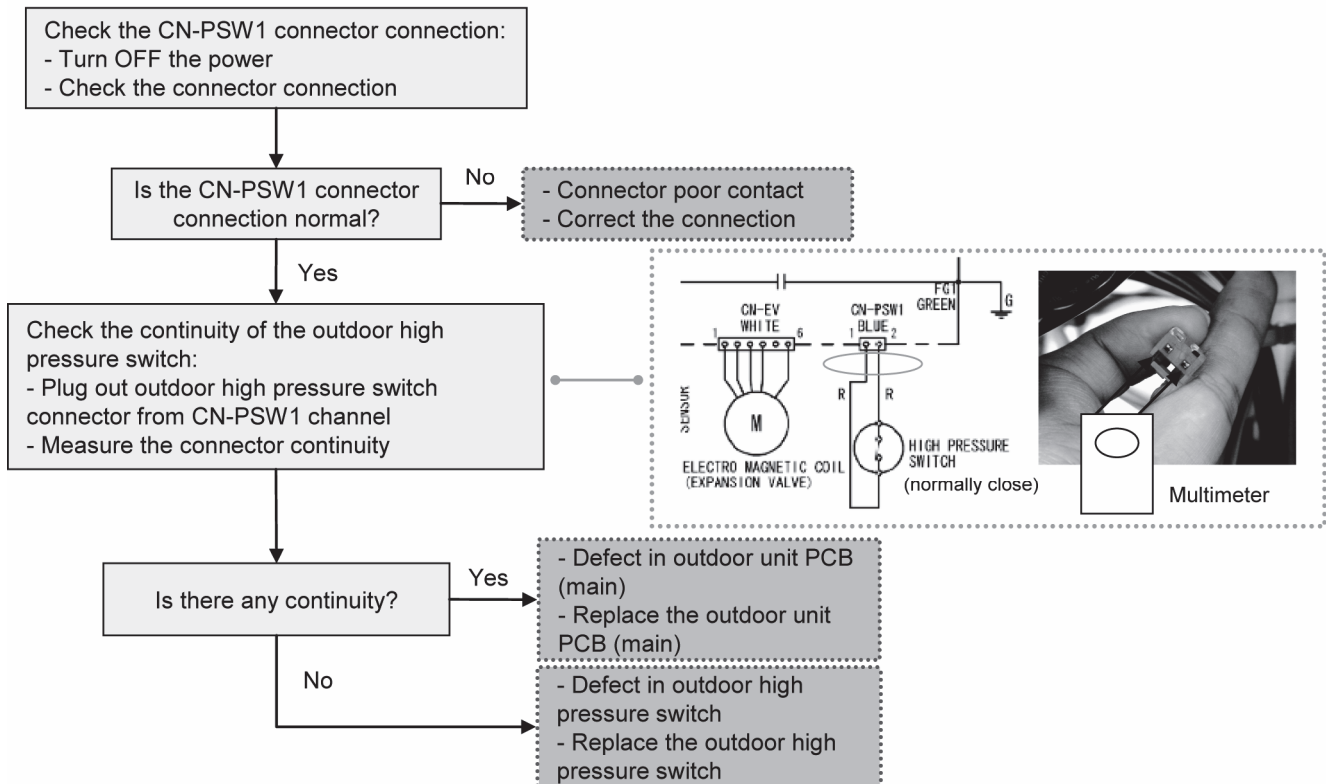 Check the CN-PSW1 connector connection:
- Turn OFF the power
- Check the connector connection
Is the CN-PSW1 connector
connection normal?
No
- Connector poor contact
- Correct the connection
Yes
Check the continuity of the outdoor high
pressure switch:
- Plug out outdoor high pressure switch
connector from CN-PSW1 channel
- Measure the connector continuity
FG1
GREEN
G
CN-EV
WHITE
1
6
CN-PSW1
BLUE
1
2
SENSOR
M
R
R
ELECTRO MAGNETIC COIL
(EXPANSION VALVE)
HIGH PRESSURE
SWITCH
(normally close)
Multimeter
Is there any continuity?
Yes
- Defect in outdoor unit PCB
(main)
- Replace the outdoor unit
PCB (main)
No
- Defect in outdoor high
pressure switch
- Replace the outdoor high
pressure switch